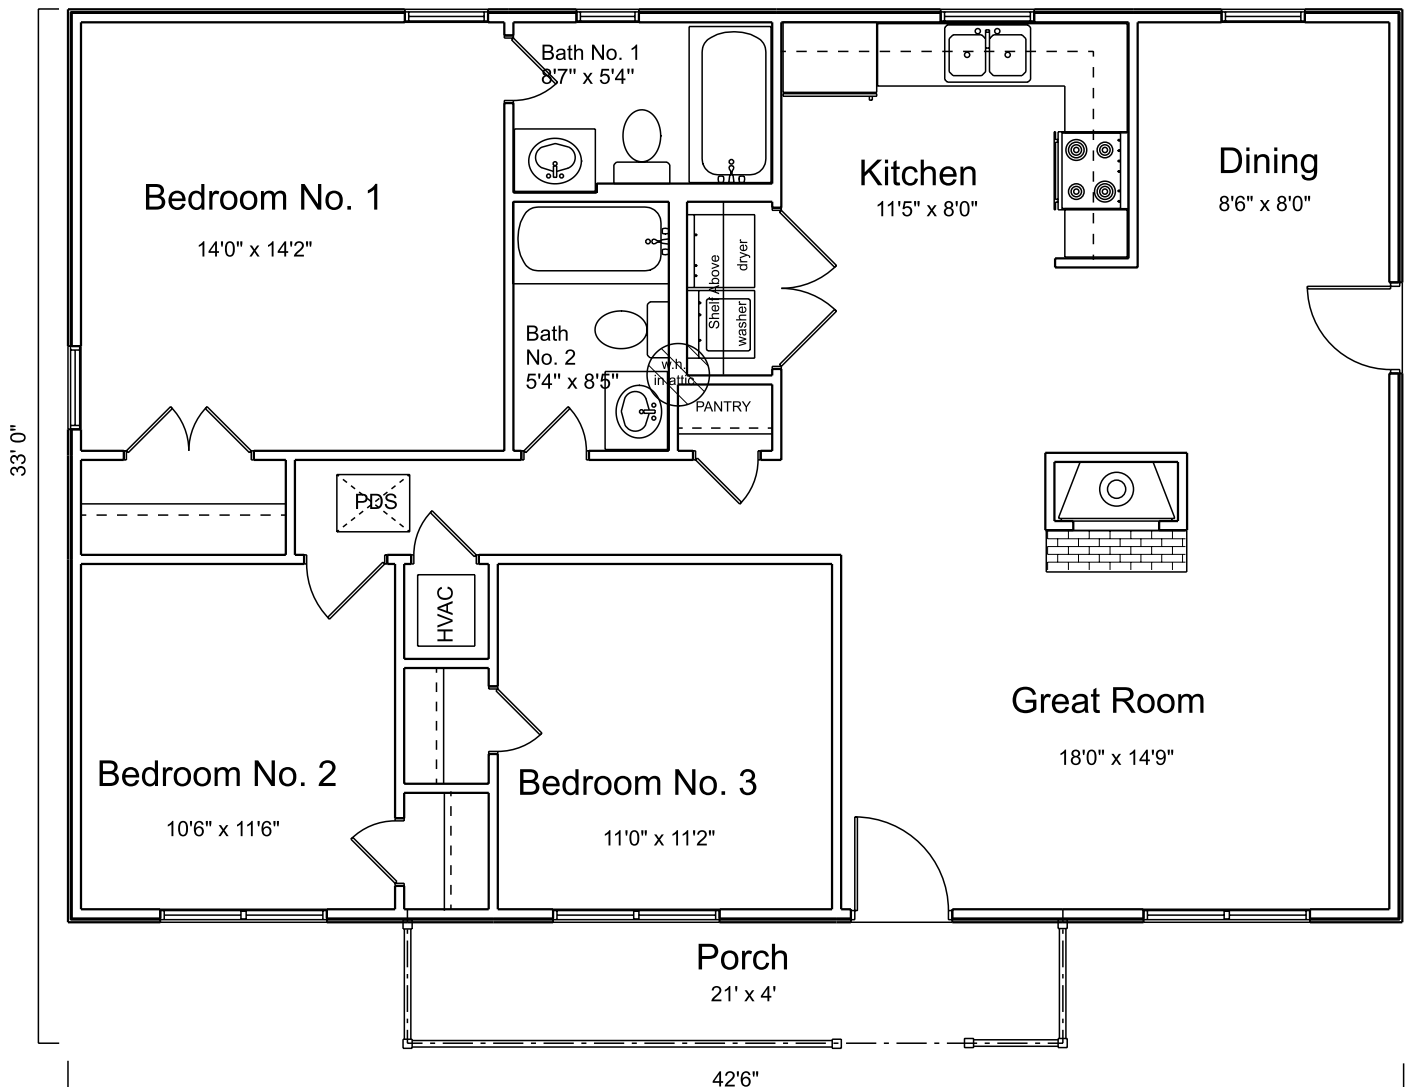 Bath No. 1
8'7" x 5'4"
Bedroom No. 1
14'0" x 14'2"
Kitchen
11'5" x 8'0"
Dining
8'6" x 8'0"
Shelf Above
dryer
washer
Bath
No. 2
5'4" x 8'5"
w.h.
in attic
PANTRY
33' 0"
PDS
HVAC
Bedroom No. 2
10'6" x 11'6"
Bedroom No. 3
11'0" x 11'2"
Great Room
18'0" x 14'9"
Porch
21' x 4'
42'6"